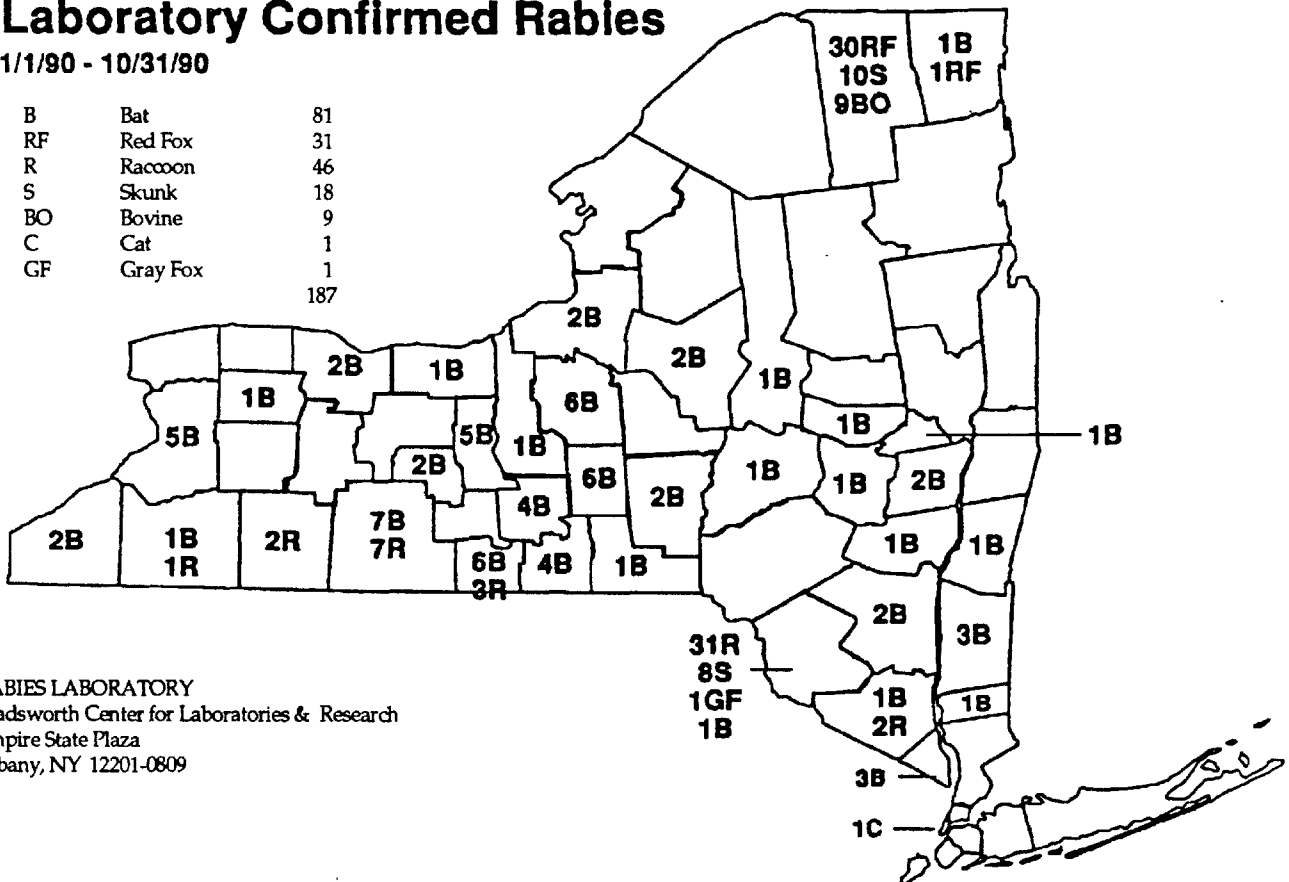 Laboratory Confirmed Rabies
1/1/90 - 10/31/90
B Bat 81
RF Red Fox 31
R Raccoon 46
S Skunk 18
BO Bovine 9
C Cat 1
GF Gray Fox 1
187
30RF
10S
9BO
1B
1RF
2B
2B
2B
1B
1B
6B
1B
1B
1B
5B
5B
1B
2B
6B
2B
1B
1B
2B
4B
2B
1B
1R
2R
7B
7R
6B
3R
4B
1B
1B
1B
2B
3B
31R
8S
1GF
1B
1B
2R
1B
3B
1C
ABIES LABORATORY
adsworth Center for Laboratories & Research
npire State Plaza
bany, NY 12201-0809